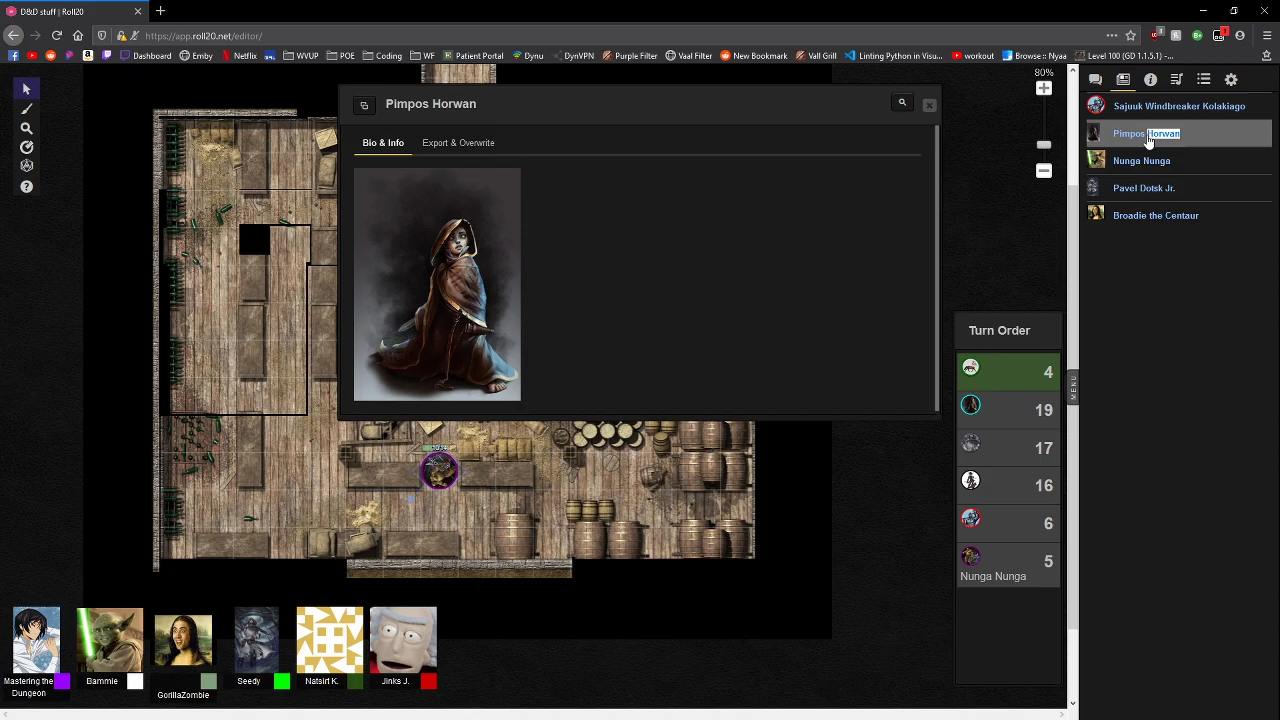 D&D stuff | Roll20
https://app.roll20.net/editor/
Dashboard Emby Netflix WVUP POE Coding WF Patient Portal Dynu DynVPN Purple Filter Vaal Filter New Bookmark Vall Grill Linting Python in Visu... workout Browse :: Nyaa Level 100 (GD 1.1.5.1) -...
80%
Pimpos Horwan
Bio & Info Export & Overwrite
Sajuuk Windbreaker Kolakiago
Pimpos Horwan
Nunga Nunga
Pavel Dotsk Jr.
Broadie the Centaur
Turn Order
4
19
17
16
6
5
Nunga Nunga
MENU
Mastering the Dungeon
Bammie
GorillaZombie
Seedy
Natsirt K.
Jinks J.